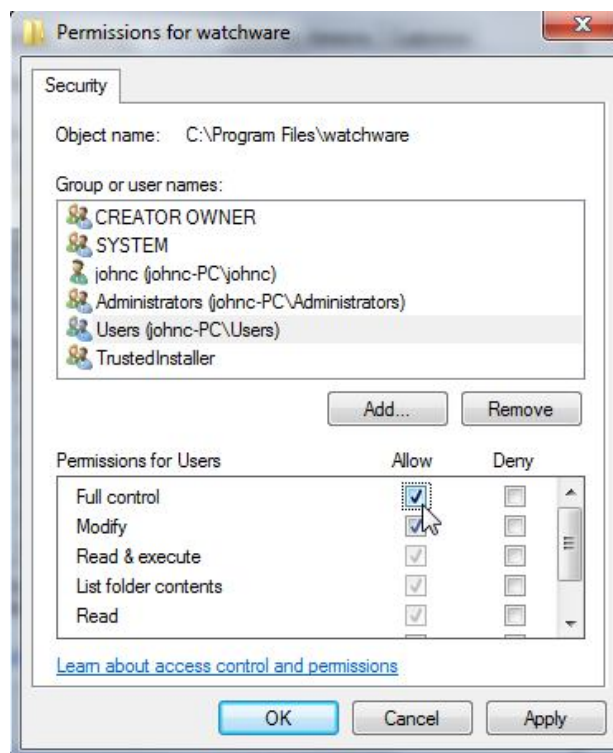 Permissions for watchware
Security
Object name: C:\Program Files\watchware
Group or user names:
CREATOR OWNER
SYSTEM
johnc (johnc-PC\johnc)
Administrators (johnc-PC\Administrators)
Users (johnc-PC\Users)
TrustedInstaller
Add... Remove
Permissions for Users Allow Deny
Full control
Modify
Read & execute
List folder contents
Read
Learn about access control and permissions
OK Cancel Apply